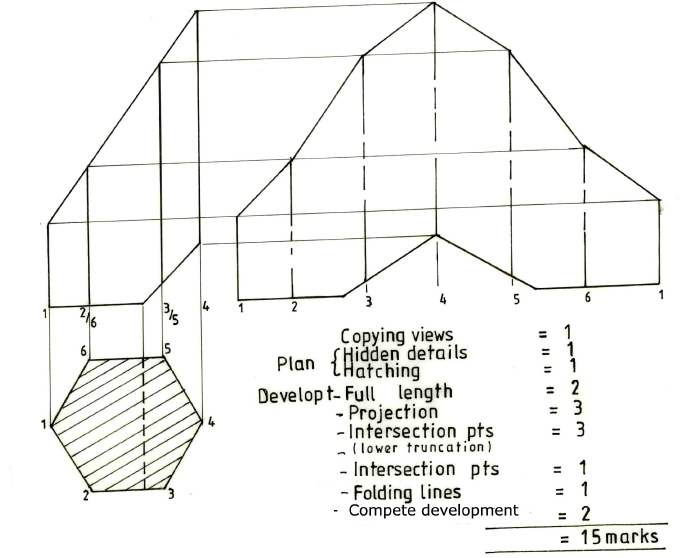 1 2/6 3/5 4 1 2 3 4 5 6 1
6 5
1 4
2 3
Copying views = 1
Plan { Hidden details = 1
Hatching = 1
Developt - Full length = 2
- Projection = 3
- Intersection pts = 3
- (lower truncation)
- Intersection pts = 1
- Folding lines = 1
- Compete development = 2
= 15 marks